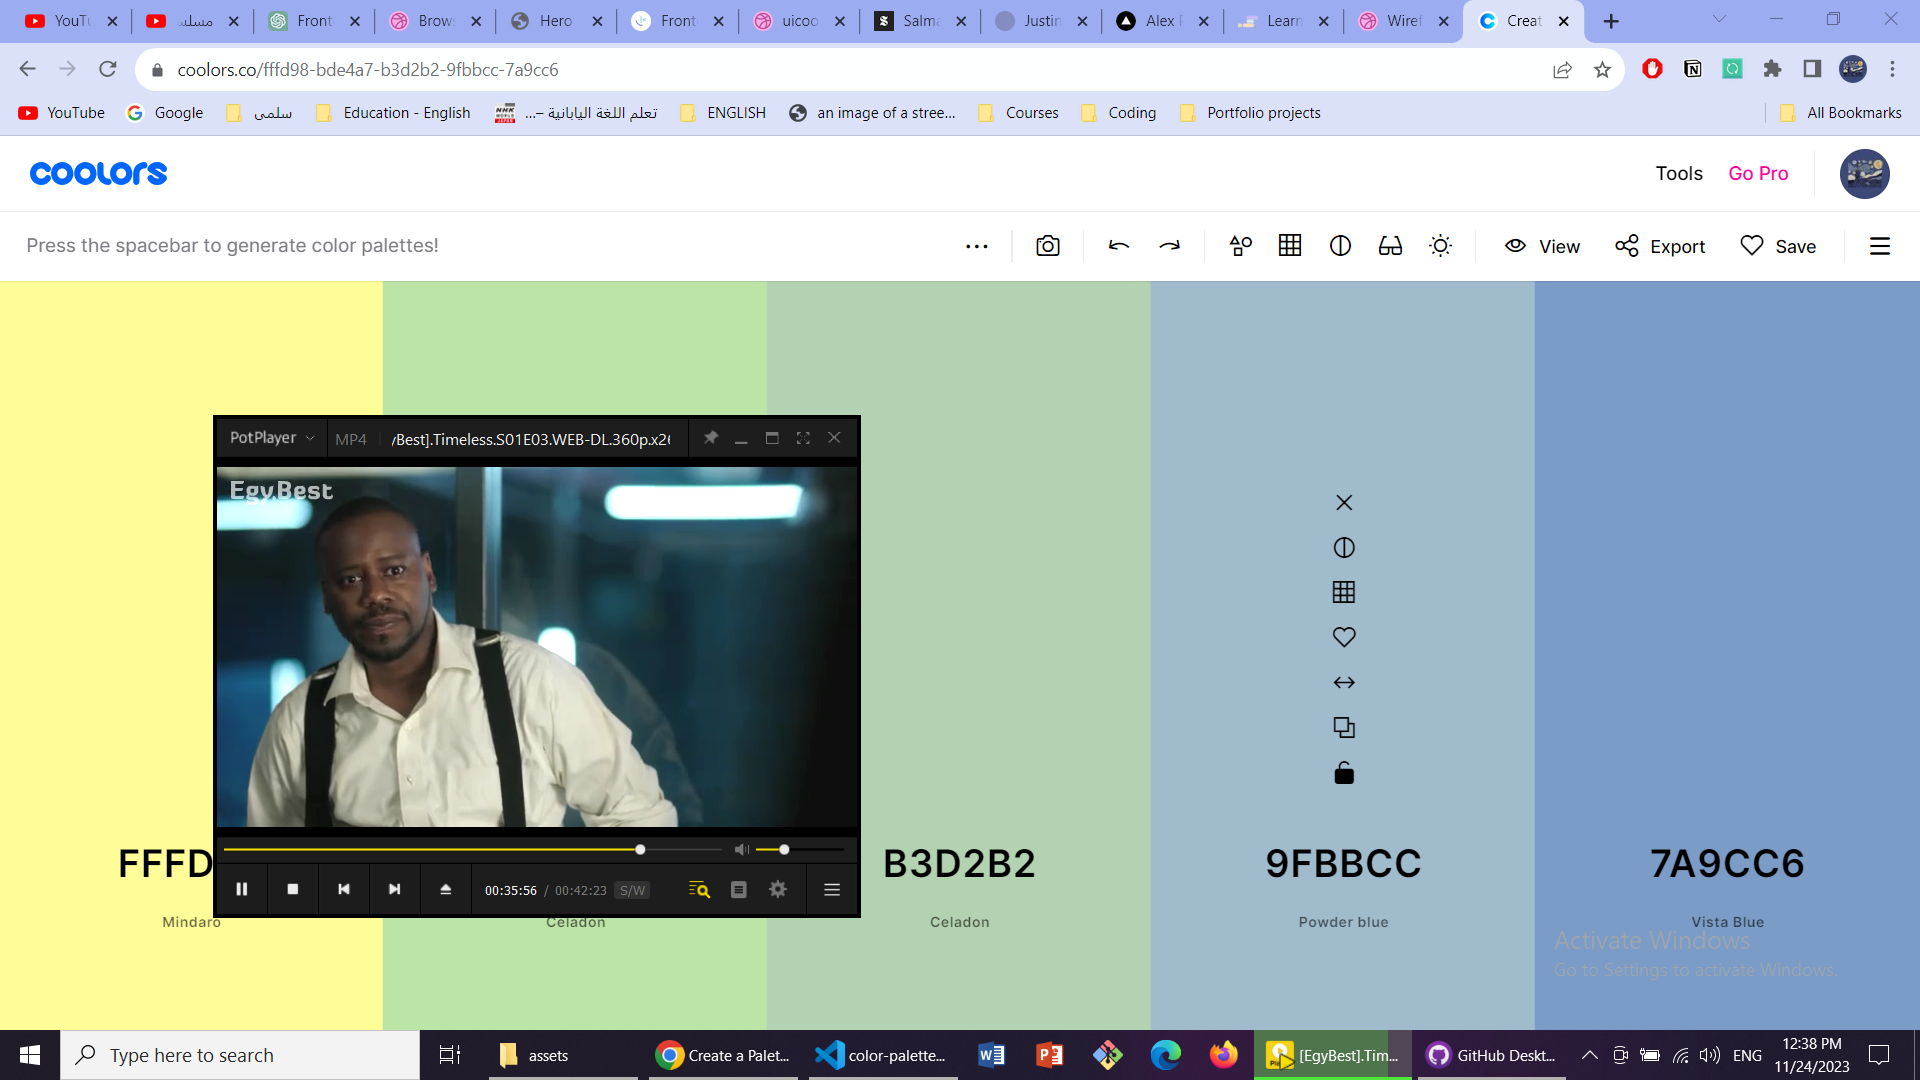 YouTu
مسلس
Front
Brows
Hero
Front
uicoo
Salma
Justin
Alex
Learn
Wiref
Creat
coolors.co/fffd98-bde4a7-b3d2b2-9fbbcc-7a9cc6
YouTube
Google
سلمى
Education - English
تعلم اللغة اليابانية –...
ENGLISH
an image of a stree...
Courses
Coding
Portfolio projects
All Bookmarks
coolors
Tools
Go Pro
Press the spacebar to generate color palettes!
View
Export
Save
PotPlayer
MP4
yBest].Timeless.S01E03.WEB-DL.360p.x26
EgyBest
00:35:56 / 00:42:23 S/W
FFFD
B3D2B2
9FBBCC
7A9CC6
Mindaro
Celadon
Celadon
Powder blue
Vista Blue
Activate Windows
Go to Settings to activate Windows.
Type here to search
assets
Create a Palet...
color-palette...
[EgyBest].Tim...
GitHub Deskt...
ENG
12:38 PM
11/24/2023